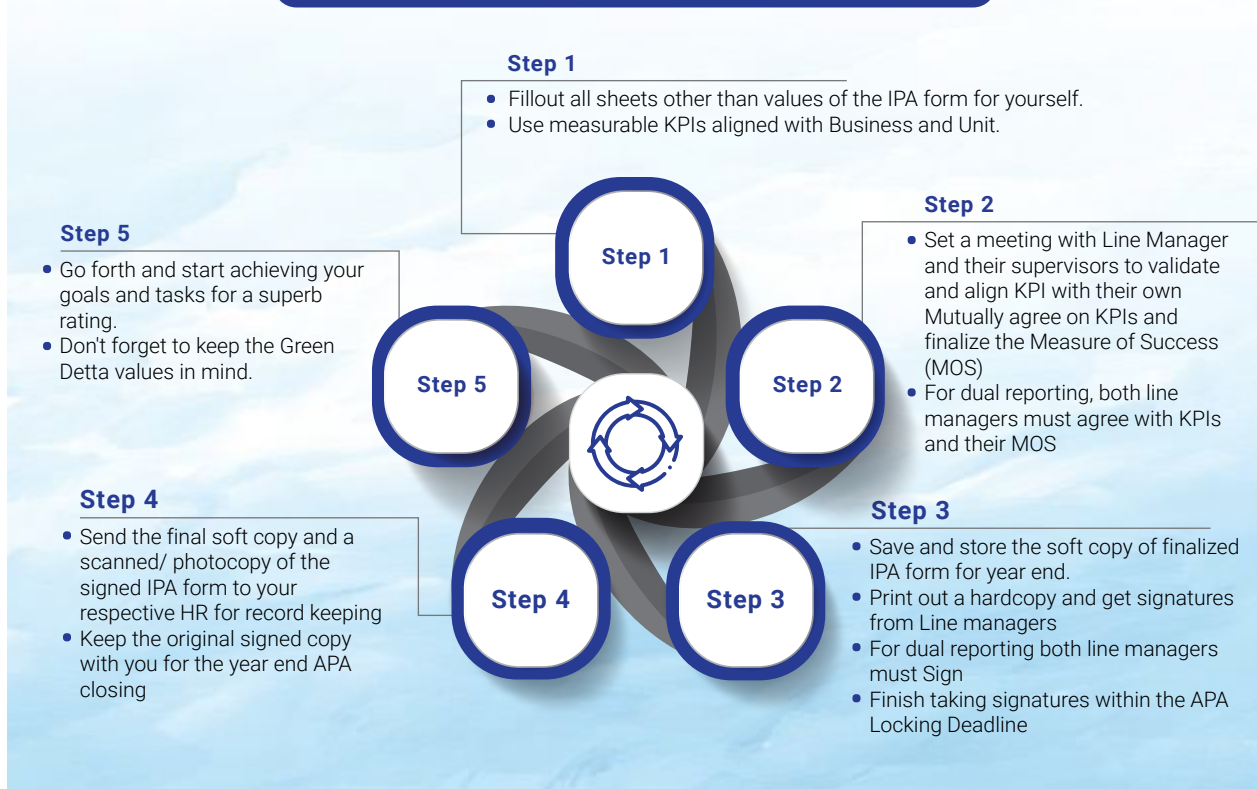 Step 1
Fillout all sheets other than values of the IPA form for yourself.
Use measurable KPIs aligned with Business and Unit.
Step 2
Set a meeting with Line Manager
and their supervisors to validate
and align KPI with their own
Mutually agree on KPIs and
finalize the Measure of Success
(MOS)
For dual reporting, both line
managers must agree with KPIs
and their MOS
Step 3
Save and store the soft copy of finalized
IPA form for year end.
Print out a hardcopy and get signatures
from Line managers
For dual reporting both line managers
must Sign
Finish taking signatures within the APA
Locking Deadline
Step 4
Send the final soft copy and a
scanned/ photocopy of the
signed IPA form to your
respective HR for record keeping
Keep the original signed copy
with you for the year end APA
closing
Step 5
Go forth and start achieving your
goals and tasks for a superb
rating.
Don't forget to keep the Green
Detta values in mind.
Step 1
Step 2
Step 3
Step 4
Step 5